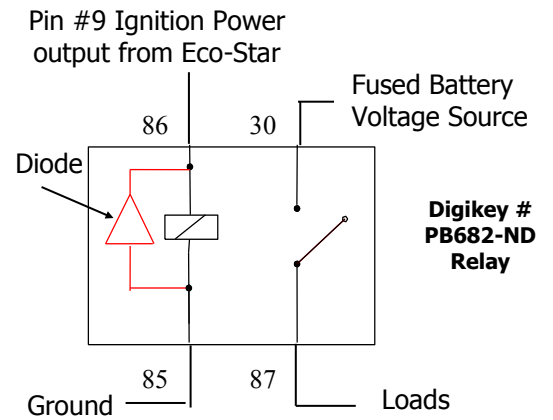 Pin #9 Ignition Power
output from Eco-Star
Fused Battery
Voltage Source
86
30
Diode
Digikey #
PB682-ND
Relay
85
87
Ground
Loads